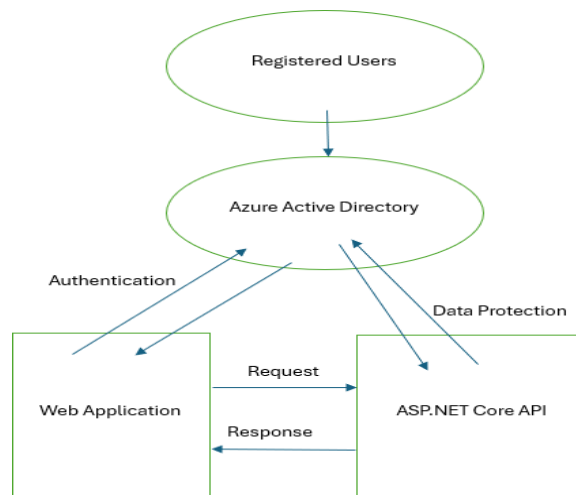 Registered Users
Azure Active Directory
Authentication
Data Protection
Request
Web Application
ASP.NET Core API
Response